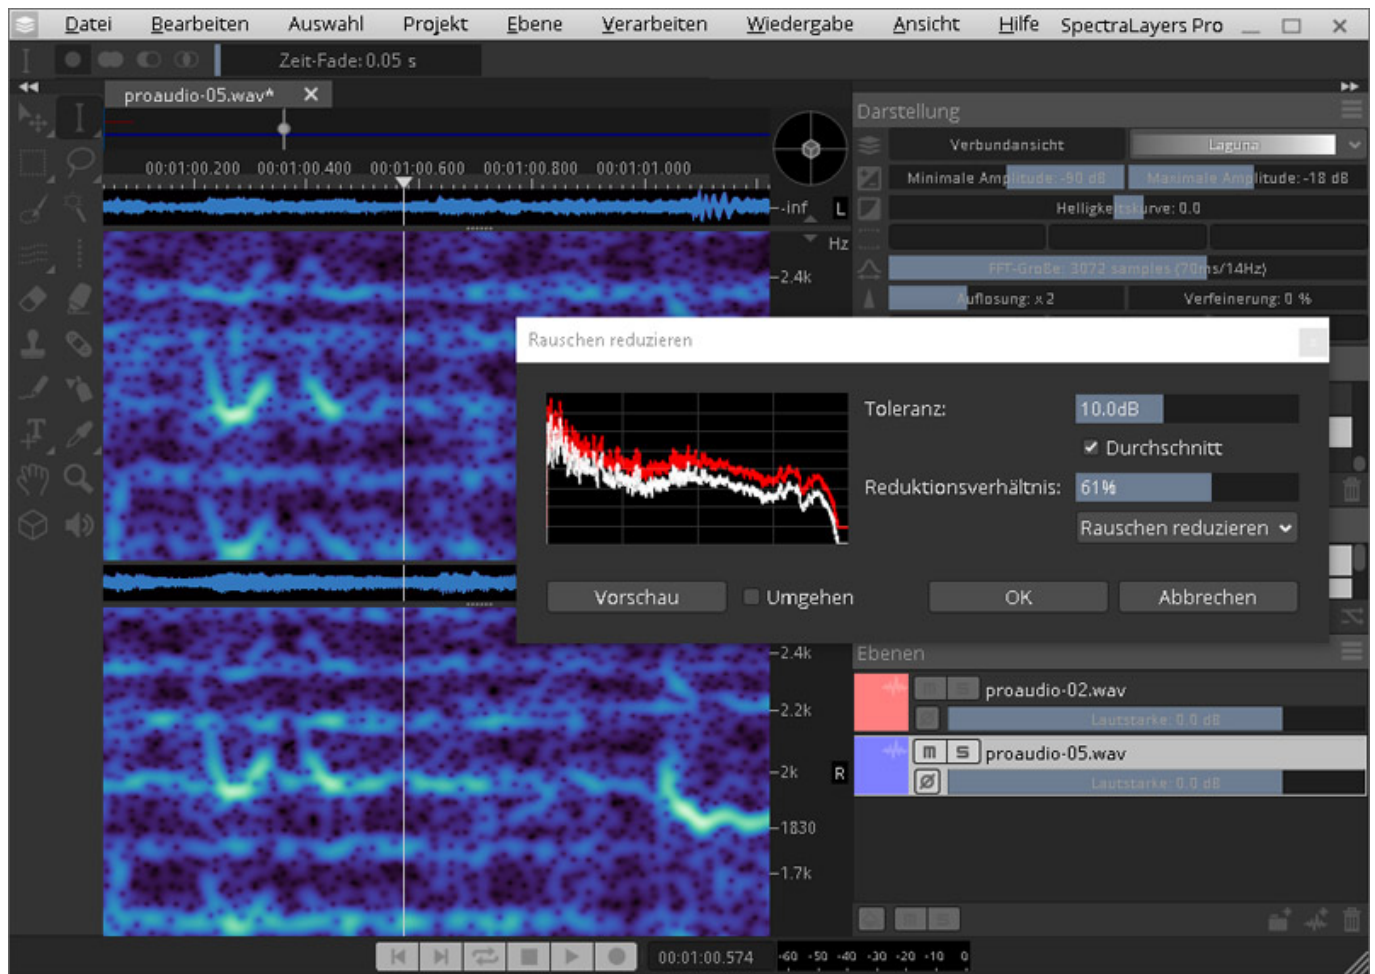 Datei Bearbeiten Auswahl Projekt Ebene Verarbeiten Wiedergabe Ansicht Hilfe SpectraLayers Pro
Zeit-Fade: 0.05 s
proaudio-05.wav*
Darstellung
Verbundansicht Laguna
00:01:00.200 00:01:00.400 00:01:00.600 00:01:00.800 00:01:01.000
Minimale Amplitude: -90 dB Maximale Amplitude: -18 dB
-inf L
Helligkeitskurve: 0.0
Hz
2.4k
FFT-Größe: 3072 samples (70ms/14Hz)
Auflösung: x 2 Verfeinerung: 0 %
Rauschen reduzieren
Toleranz: 10.0dB
Durchschnitt
Reduktionsverhältnis: 61%
Rauschen reduzieren
Vorschau Umgehen OK Abbrechen
2.4k
Ebenen
m s proaudio-02.wav
2.2k
Ø Lautstärke: 0.0 dB
m s proaudio-05.wav
2k R
Ø Lautstärke: 0.0 dB
1830
1.7k
m s
00:01:00.574 -60 -50 -40 -30 -20 -10 0